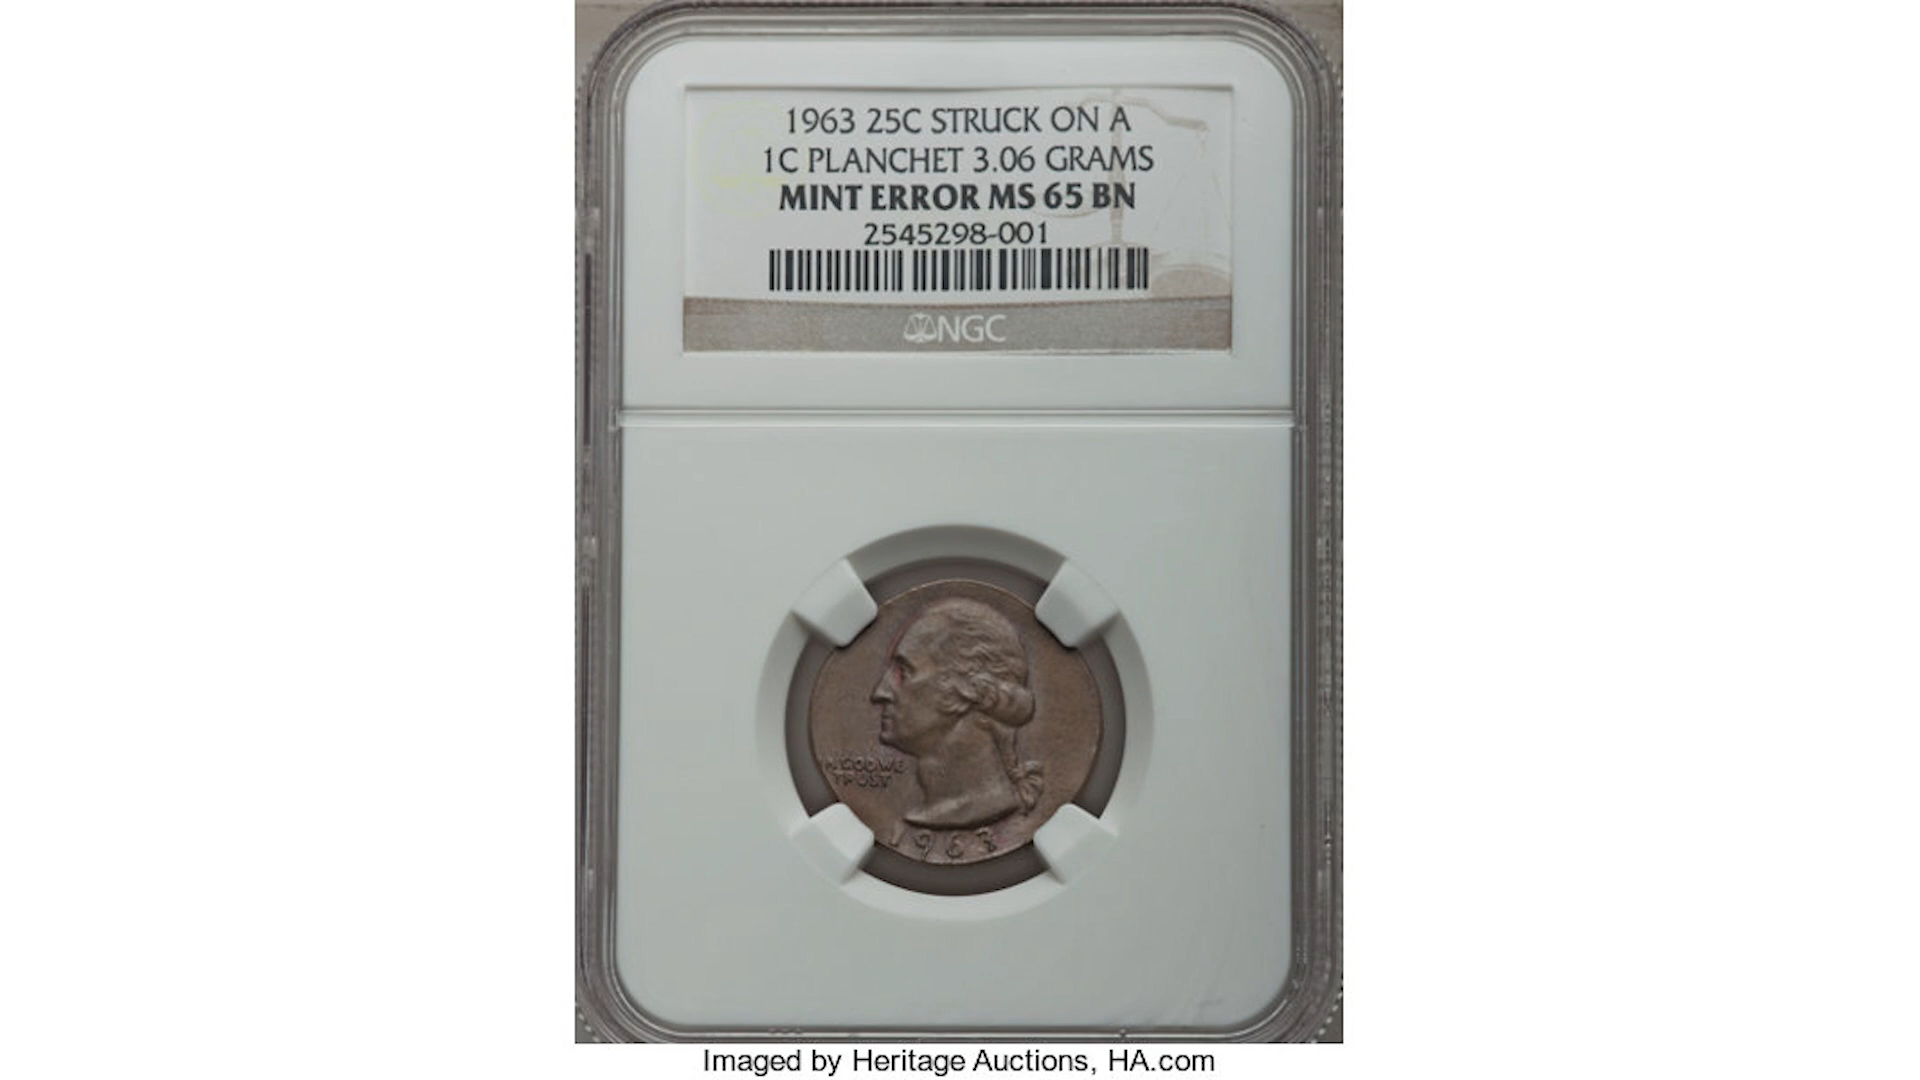 1963 25C STRUCK ON A
1C PLANCHET 3.06 GRAMS
MINT ERROR MS 65 BN
2545298-001
NGC
IN GOD WE
TRUST
1963
Imaged by Heritage Auctions, HA.com